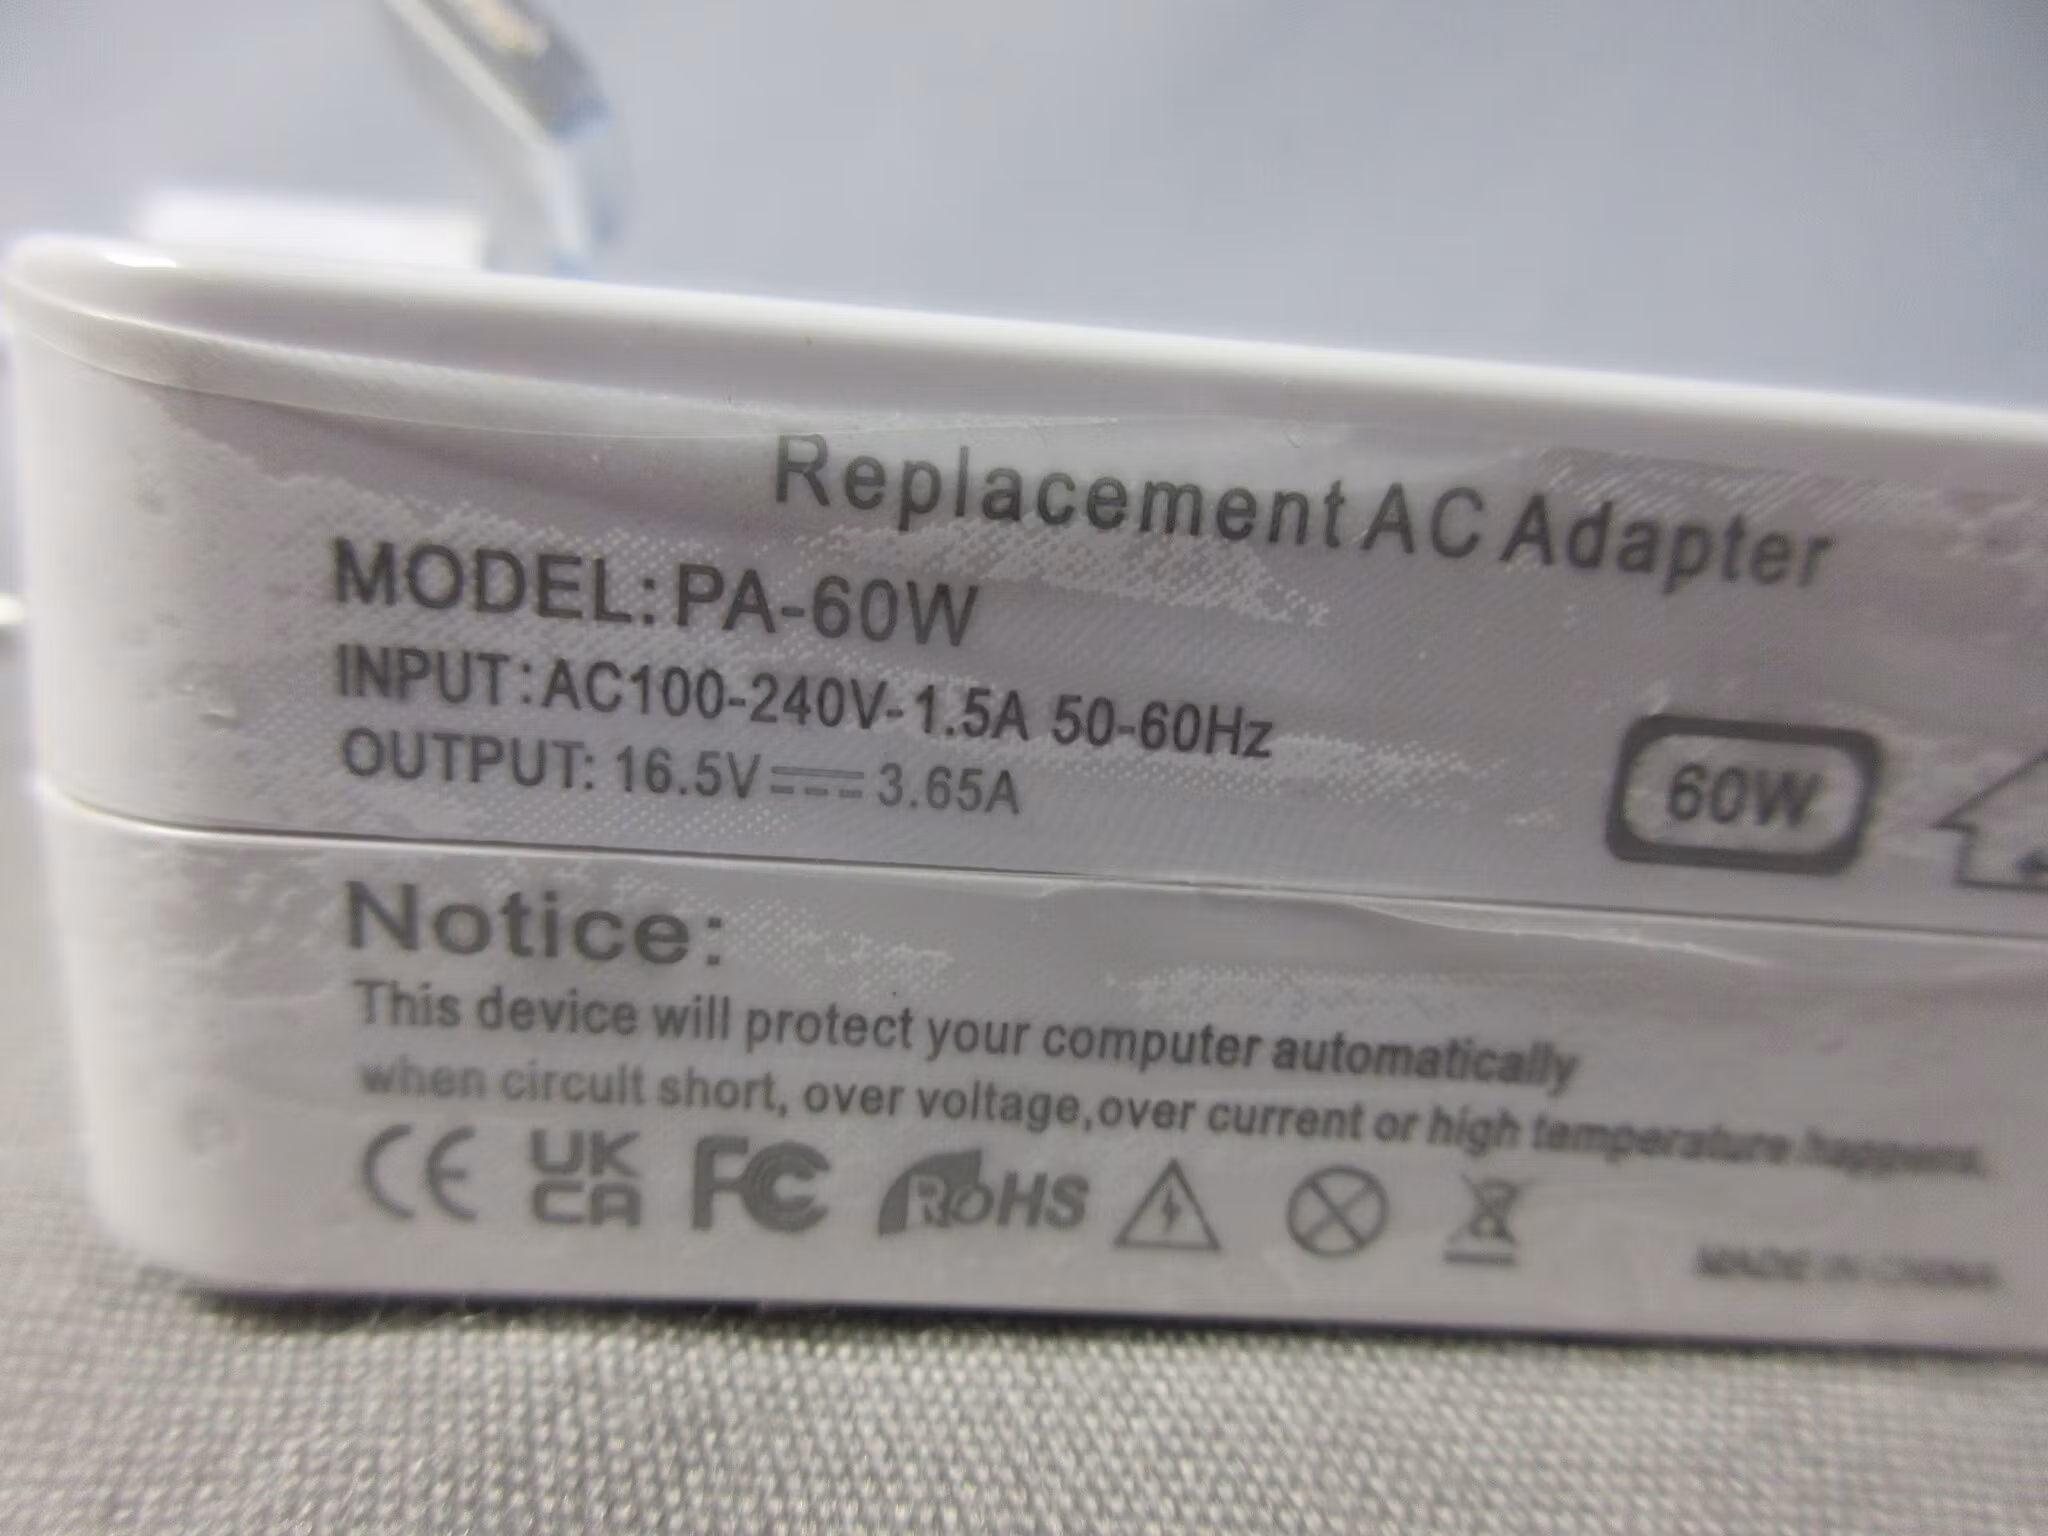 Replacement AC Adapter
MODEL: PA-60W
INPUT: AC100-240V-1.5A 50-60Hz
OUTPUT: 16.5V⎓3.65A
60W
Notice:
This device will protect your computer automatically
when circuit short, over voltage,over current or high temperature happens.
CE UK CA FC RoHS
MADE IN CHINA